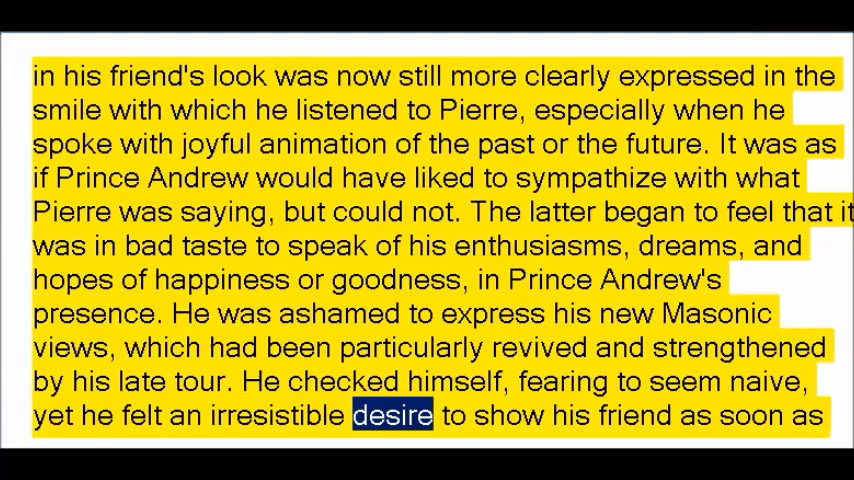 in his friend's look was now still more clearly expressed in the
smile with which he listened to Pierre, especially when he
spoke with joyful animation of the past or the future. It was as
if Prince Andrew would have liked to sympathize with what
Pierre was saying, but could not. The latter began to feel that it
was in bad taste to speak of his enthusiasms, dreams, and
hopes of happiness or goodness, in Prince Andrew's
presence. He was ashamed to express his new Masonic
views, which had been particularly revived and strengthened
by his late tour. He checked himself, fearing to seem naive,
yet he felt an irresistible desire to show his friend as soon as